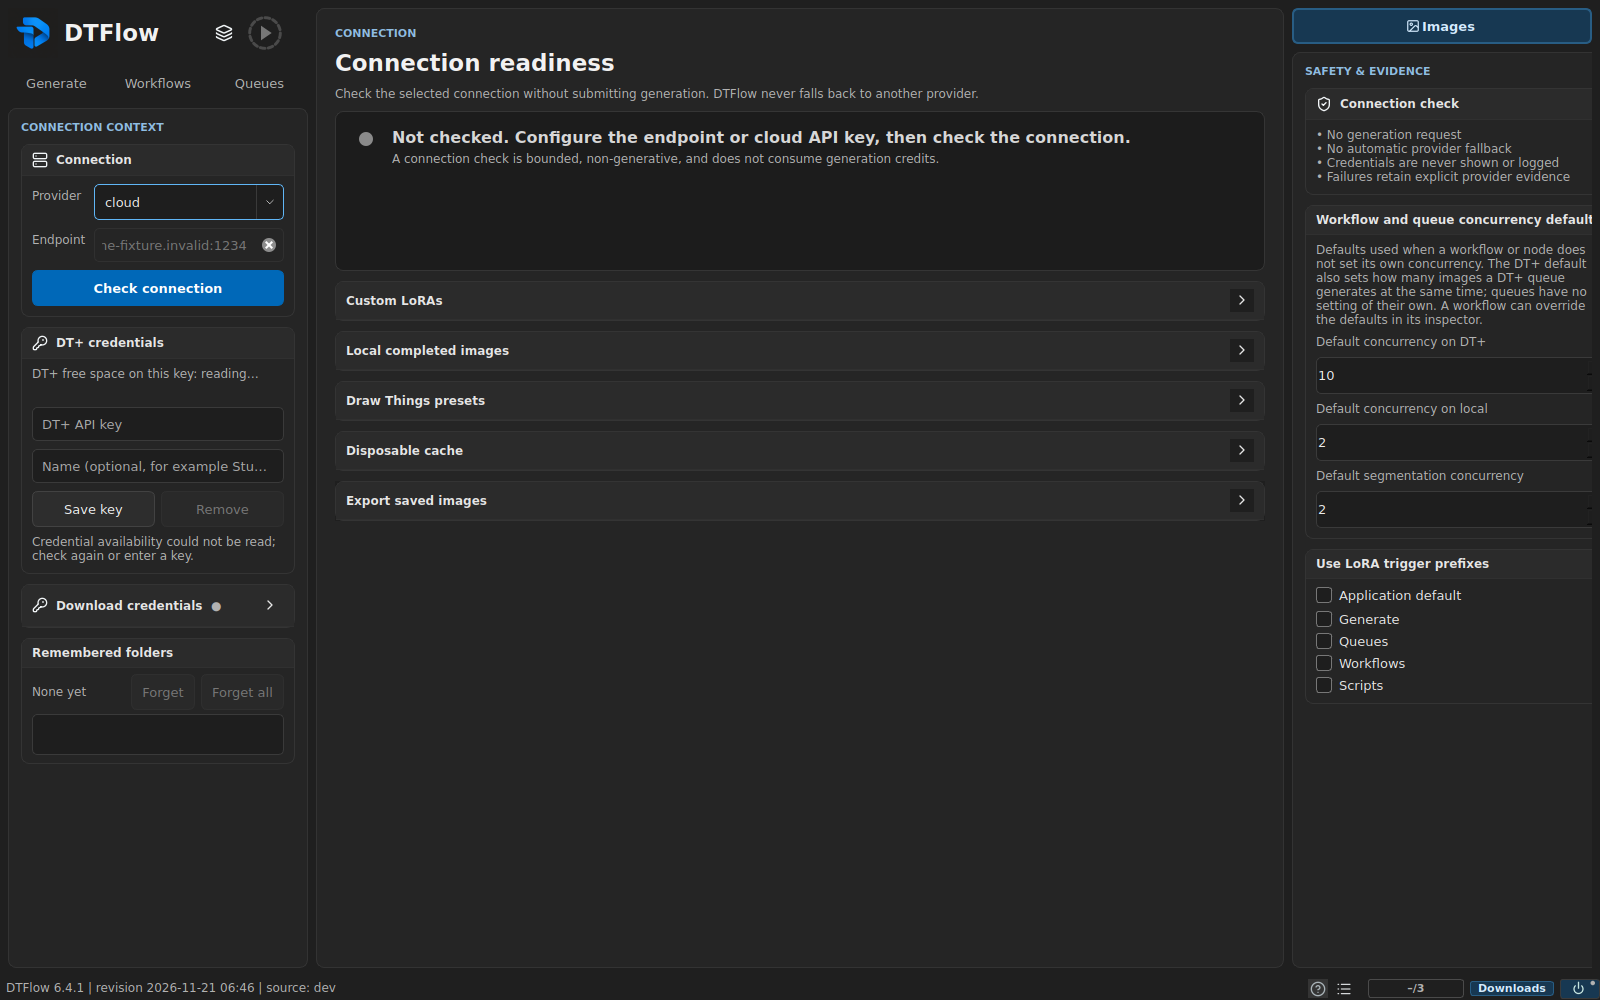 DTFlow
Generate Workflows Queues
CONNECTION CONTEXT
Connection
Provider
cloud
Endpoint
ne-fixture.invalid:1234
Check connection
DT+ credentials
DT+ free space on this key: reading...
DT+ API key
Name (optional, for example Stu...
Save key
Remove
Credential availability could not be read;
check again or enter a key.
Download credentials
Remembered folders
None yet
Forget
Forget all
CONNECTION
Connection readiness
Check the selected connection without submitting generation. DTFlow never falls back to another provider.
Not checked. Configure the endpoint or cloud API key, then check the connection.
A connection check is bounded, non-generative, and does not consume generation credits.
Custom LoRAs
Local completed images
Draw Things presets
Disposable cache
Export saved images
Images
SAFETY & EVIDENCE
Connection check
• No generation request
• No automatic provider fallback
• Credentials are never shown or logged
• Failures retain explicit provider evidence
Workflow and queue concurrency default
Defaults used when a workflow or node does
not set its own concurrency. The DT+ default
also sets how many images a DT+ queue
generates at the same time; queues have no
setting of their own. A workflow can override
the defaults in its inspector.
Default concurrency on DT+
10
Default concurrency on local
2
Default segmentation concurrency
2
Use LoRA trigger prefixes
Application default
Generate
Queues
Workflows
Scripts
DTFlow 6.4.1 | revision 2026-11-21 06:46 | source: dev
–/3
Downloads